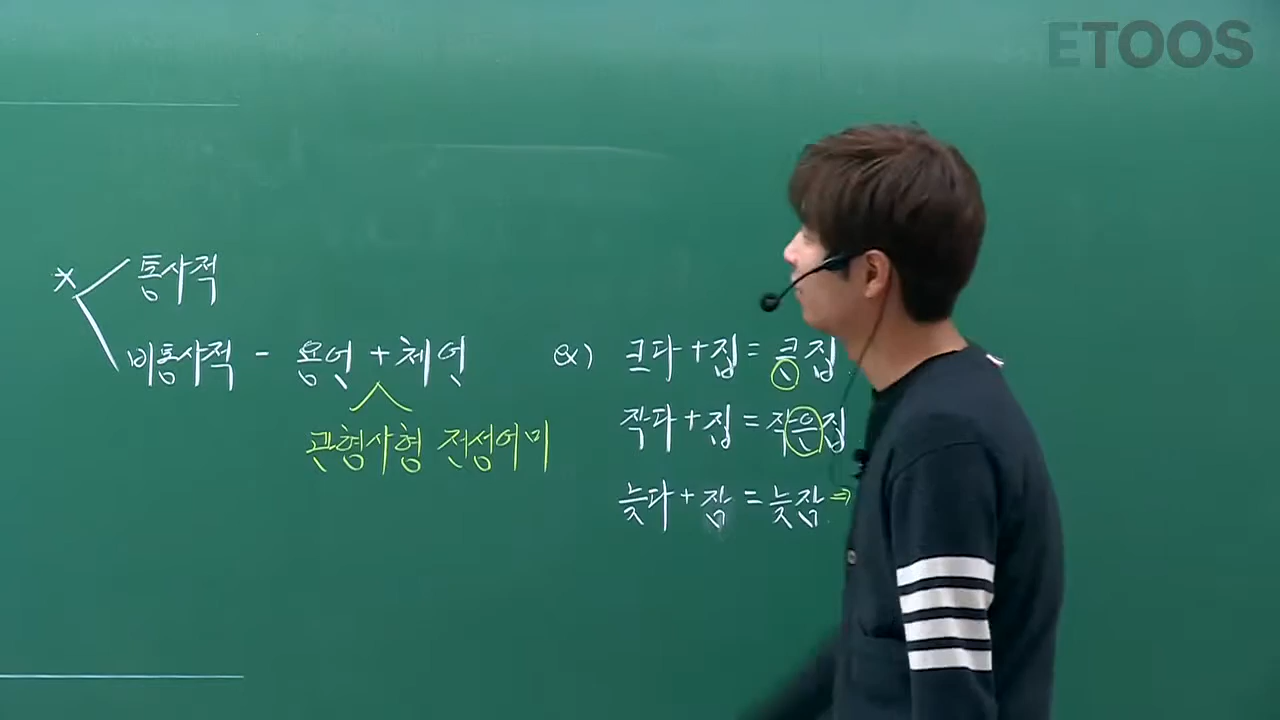 ETOOS
* 통사적
비통사적 - 용언 + 체언
관형사형 전성어미
ex) 크다 + 집 = 큰집
작다 + 집 = 작은집
늦다 + 잠 = 늦잠 ⇒